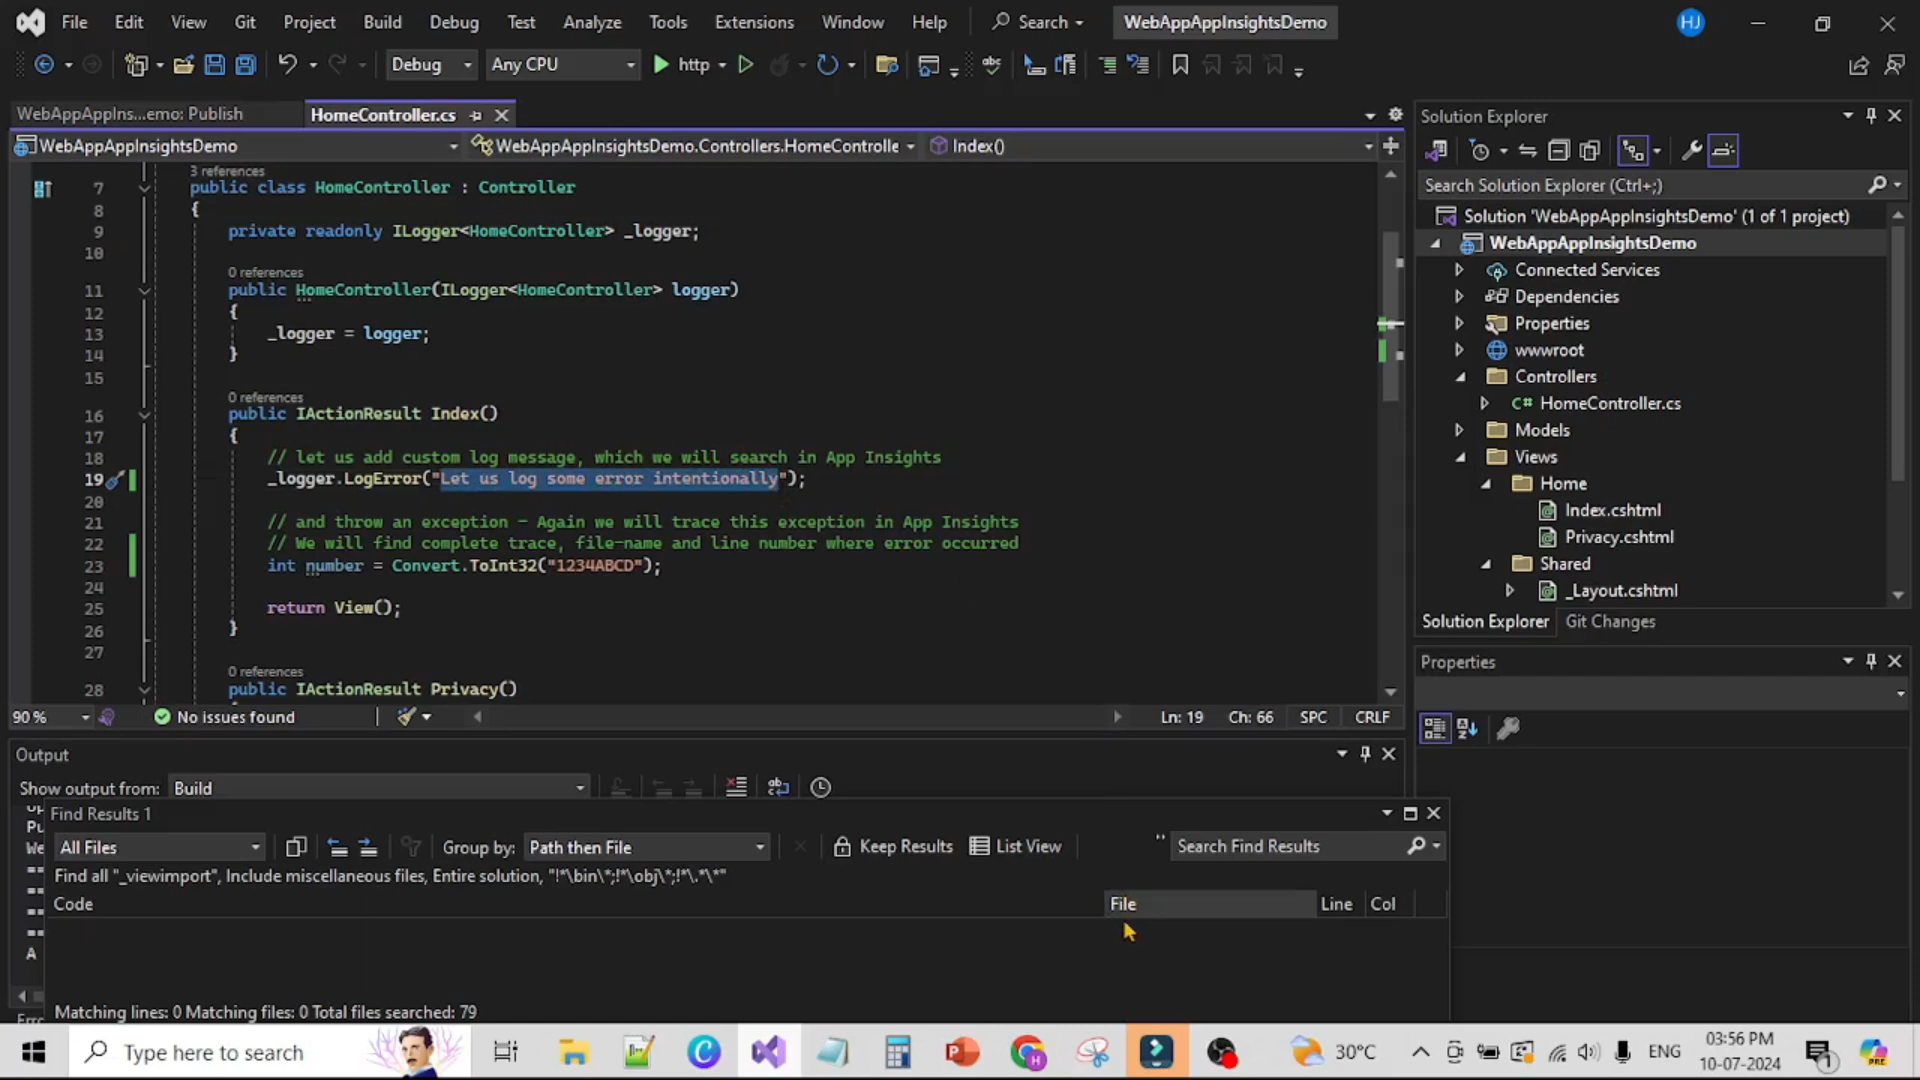 File Edit View Git Project Build Debug Test Analyze Tools Extensions Window Help Search WebAppAppInsightsDemo HJ
Debug Any CPU http
WebAppAppIns...emo: Publish HomeController.cs
WebAppAppInsightsDemo WebAppAppInsightsDemo.Controllers.HomeControlle Index()
3 references
7 public class HomeController : Controller
8 {
9 private readonly ILogger<HomeController> _logger;
10
0 references
11 public HomeController(ILogger<HomeController> logger)
12 {
13 _logger = logger;
14 }
15
0 references
16 public IActionResult Index()
17 {
18 // let us add custom log message, which we will search in App Insights
19 _logger.LogError("Let us log some error intentionally");
20
21 // and throw an exception - Again we will trace this exception in App Insights
22 // We will find complete trace, file-name and line number where error occurred
23 int number = Convert.ToInt32("1234ABCD");
24
25 return View();
26 }
27
0 references
28 public IActionResult Privacy()
90 % No issues found Ln: 19 Ch: 66 SPC CRLF
Output
Show output from: Build
Pu
We
==
==
==
==
A
Find Results 1
All Files Group by: Path then File Keep Results List View Search Find Results
Find all "_viewimport", Include miscellaneous files, Entire solution, "!*\bin\*;!*\obj\*;!*\.*\*"
Code File Line Col
Matching lines: 0 Matching files: 0 Total files searched: 79
Solution Explorer
Search Solution Explorer (Ctrl+;)
Solution 'WebAppAppInsightsDemo' (1 of 1 project)
WebAppAppInsightsDemo
Connected Services
Dependencies
Properties
wwwroot
Controllers
C# HomeController.cs
Models
Views
Home
Index.cshtml
Privacy.cshtml
Shared
_Layout.cshtml
Solution Explorer Git Changes
Properties
Type here to search 30°C ENG 03:56 PM
10-07-2024 1 PRE